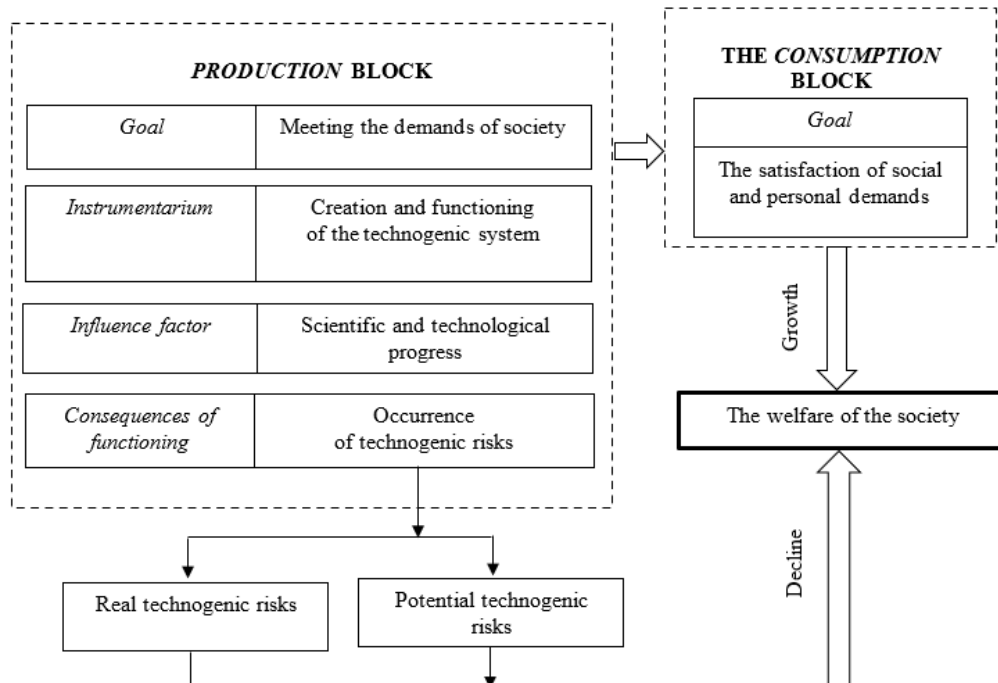 PRODUCTION BLOCK
Goal
Meeting the demands of society
Instrumentarium
Creation and functioning
of the technogenic system
Influence factor
Scientific and technological
progress
Consequences of
functioning
Occurrence
of technogenic risks
Real technogenic risks
Potential technogenic
risks
THE CONSUMPTION
BLOCK
Goal
The satisfaction of social
and personal demands
Growth
The welfare of the society
Decline